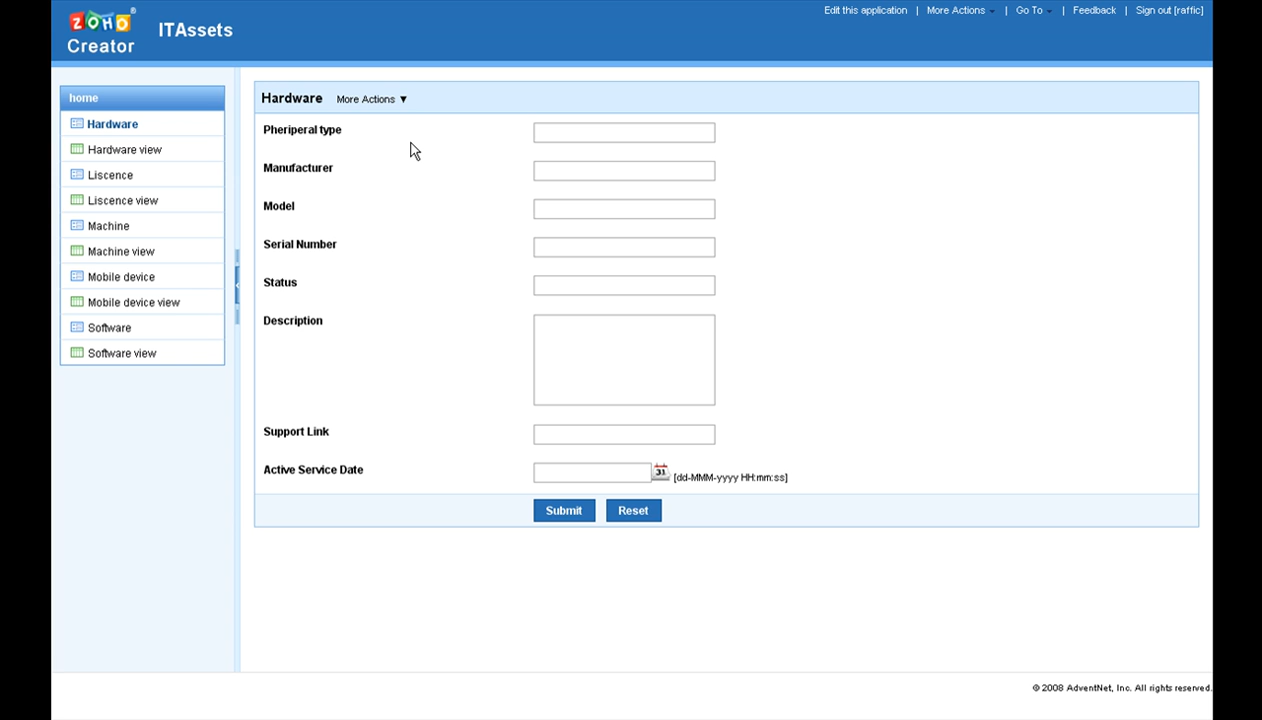 ZOHO® Creator
ITAssets
Edit this application | More Actions | Go To | Feedback | Sign out [raffic]
home
Hardware
Hardware view
Liscence
Liscence view
Machine
Machine view
Mobile device
Mobile device view
Software
Software view
Hardware More Actions ▼
Pheriperal type
Manufacturer
Model
Serial Number
Status
Description
Support Link
Active Service Date 31 [dd-MMM-yyyy HH:mm:ss]
Submit Reset
© 2008 AdventNet, Inc. All rights reserved.